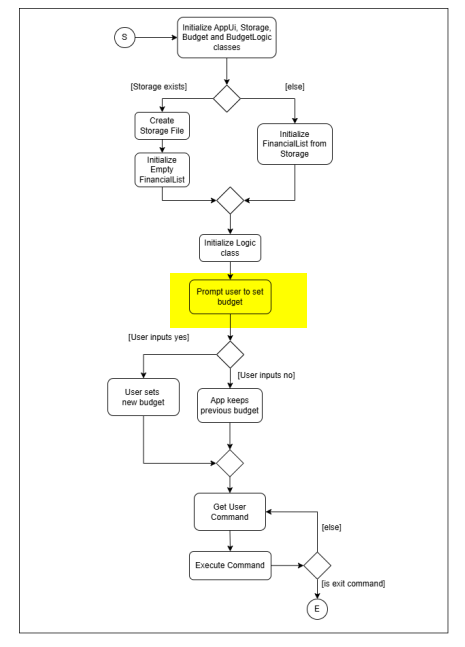 S
Initialize AppUi, Storage,
Budget and BudgetLogic
classes
[Storage exists]
[else]
Create
Storage File
Initialize
FinancialList from
Storage
Initialize
Empty
FinancialList
Initialize Logic
class
Prompt user to set
budget
[User inputs yes]
[User inputs no]
User sets
new budget
App keeps
previous budget
Get User
Command
[else]
Execute Command
[is exit command]
E